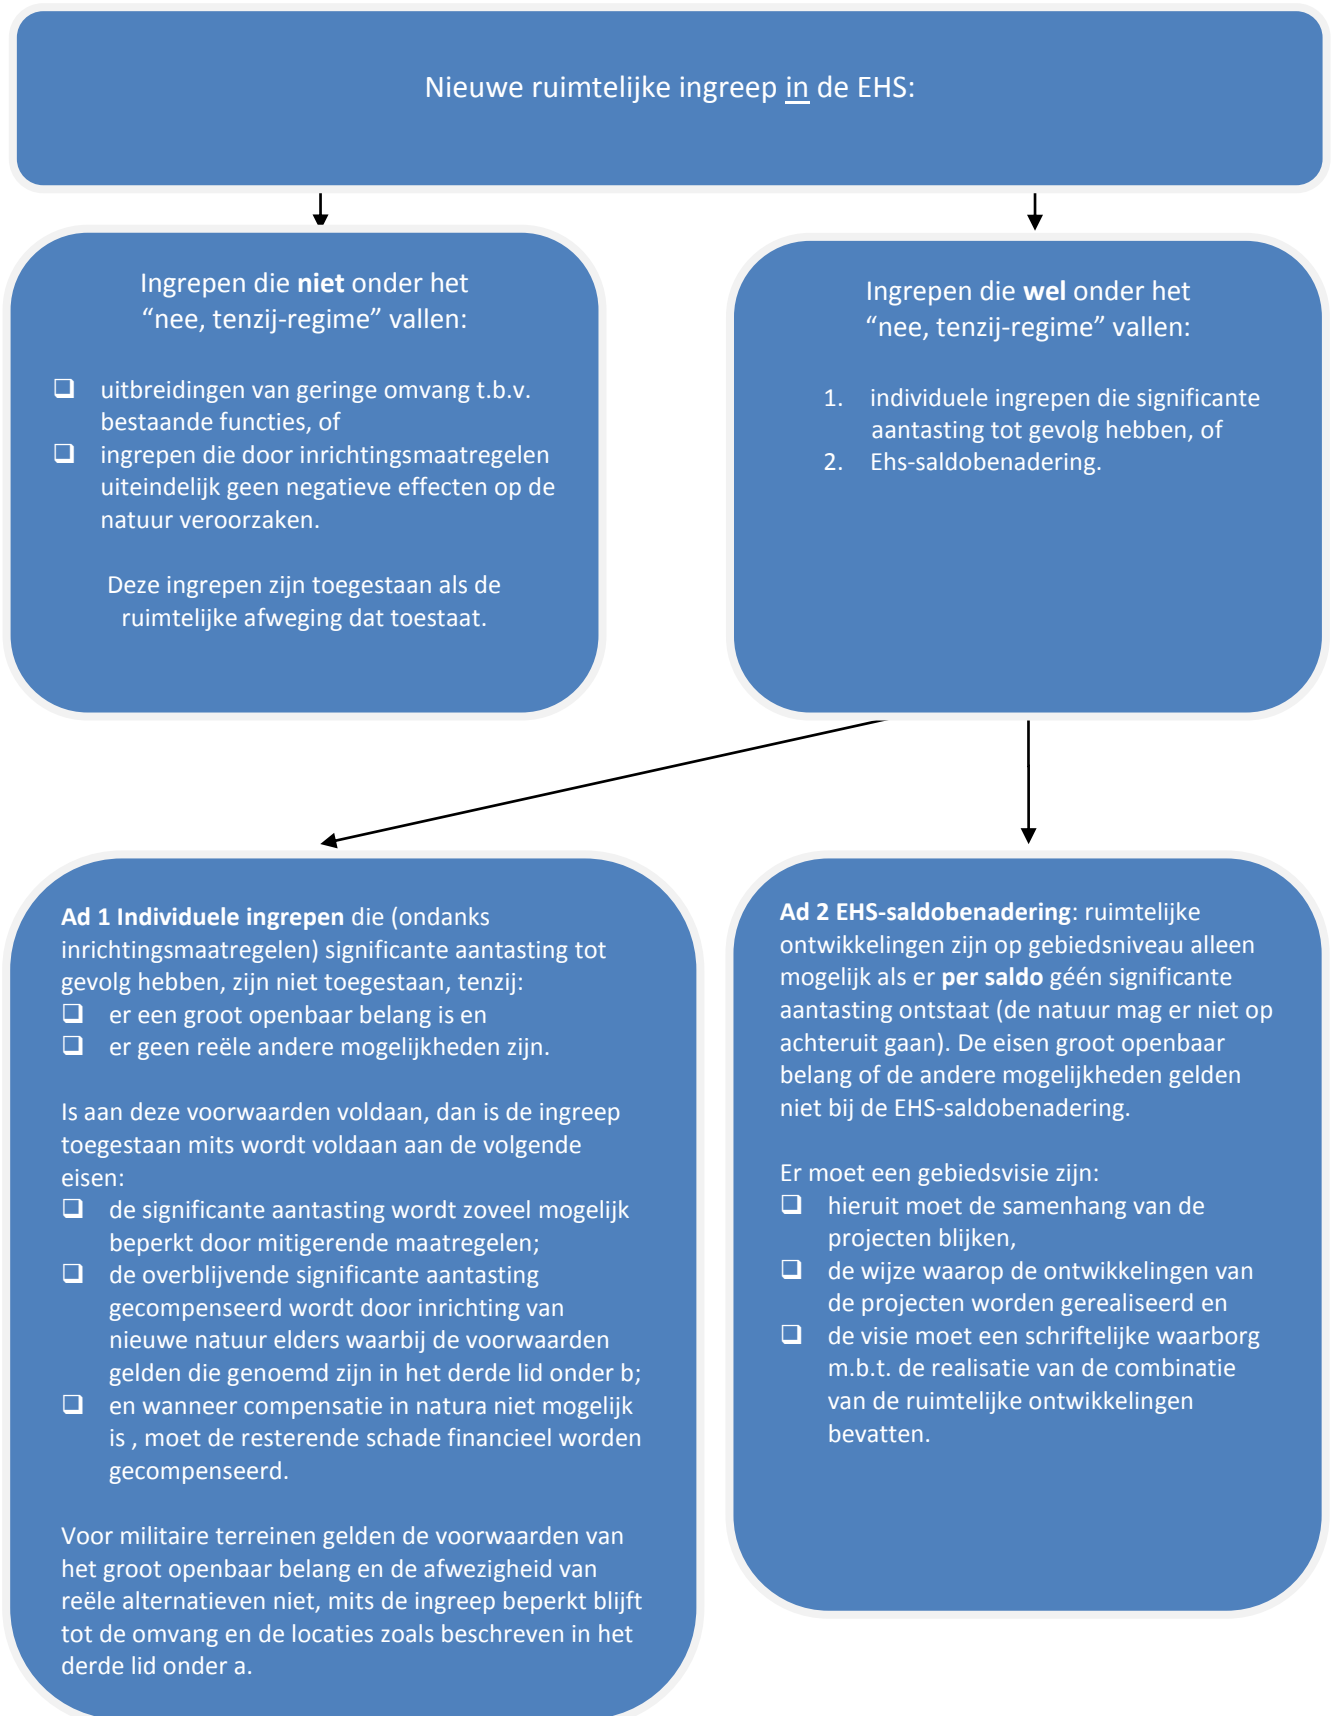 Nieuwe ruimtelijke ingreep in de EHS:
Ingrepen die niet onder het
“nee, tenzij-regime” vallen:
❑ uitbreidingen van geringe omvang t.b.v.
bestaande functies, of
❑ ingrepen die door inrichtingsmaatregelen
uiteindelijk geen negatieve effecten op de
natuur veroorzaken.
Deze ingrepen zijn toegestaan als de
ruimtelijke afweging dat toestaat.
Ingrepen die wel onder het
“nee, tenzij-regime” vallen:
1. individuele ingrepen die significante
aantasting tot gevolg hebben, of
2. Ehs-saldobenadering.
Ad 1 Individuele ingrepen die (ondanks
inrichtingsmaatregelen) significante aantasting tot
gevolg hebben, zijn niet toegestaan, tenzij:
❑ er een groot openbaar belang is en
❑ er geen reële andere mogelijkheden zijn.
Is aan deze voorwaarden voldaan, dan is de ingreep
toegestaan mits wordt voldaan aan de volgende
eisen:
❑ de significante aantasting wordt zoveel mogelijk
beperkt door mitigerende maatregelen;
❑ de overblijvende significante aantasting
gecompenseerd wordt door inrichting van
nieuwe natuur elders waarbij de voorwaarden
gelden die genoemd zijn in het derde lid onder b;
❑ en wanneer compensatie in natura niet mogelijk
is , moet de resterende schade financieel worden
gecompenseerd.
Voor militaire terreinen gelden de voorwaarden van
het groot openbaar belang en de afwezigheid van
reële alternatieven niet, mits de ingreep beperkt blijft
tot de omvang en de locaties zoals beschreven in het
derde lid onder a.
Ad 2 EHS-saldobenadering: ruimtelijke
ontwikkelingen zijn op gebiedsniveau alleen
mogelijk als er per saldo géén significante
aantasting ontstaat (de natuur mag er niet op
achteruit gaan). De eisen groot openbaar
belang of de andere mogelijkheden gelden
niet bij de EHS-saldobenadering.
Er moet een gebiedsvisie zijn:
❑ hieruit moet de samenhang van de
projecten blijken,
❑ de wijze waarop de ontwikkelingen van
de projecten worden gerealiseerd en
❑ de visie moet een schriftelijke waarborg
m.b.t. de realisatie van de combinatie
van de ruimtelijke ontwikkelingen
bevatten.